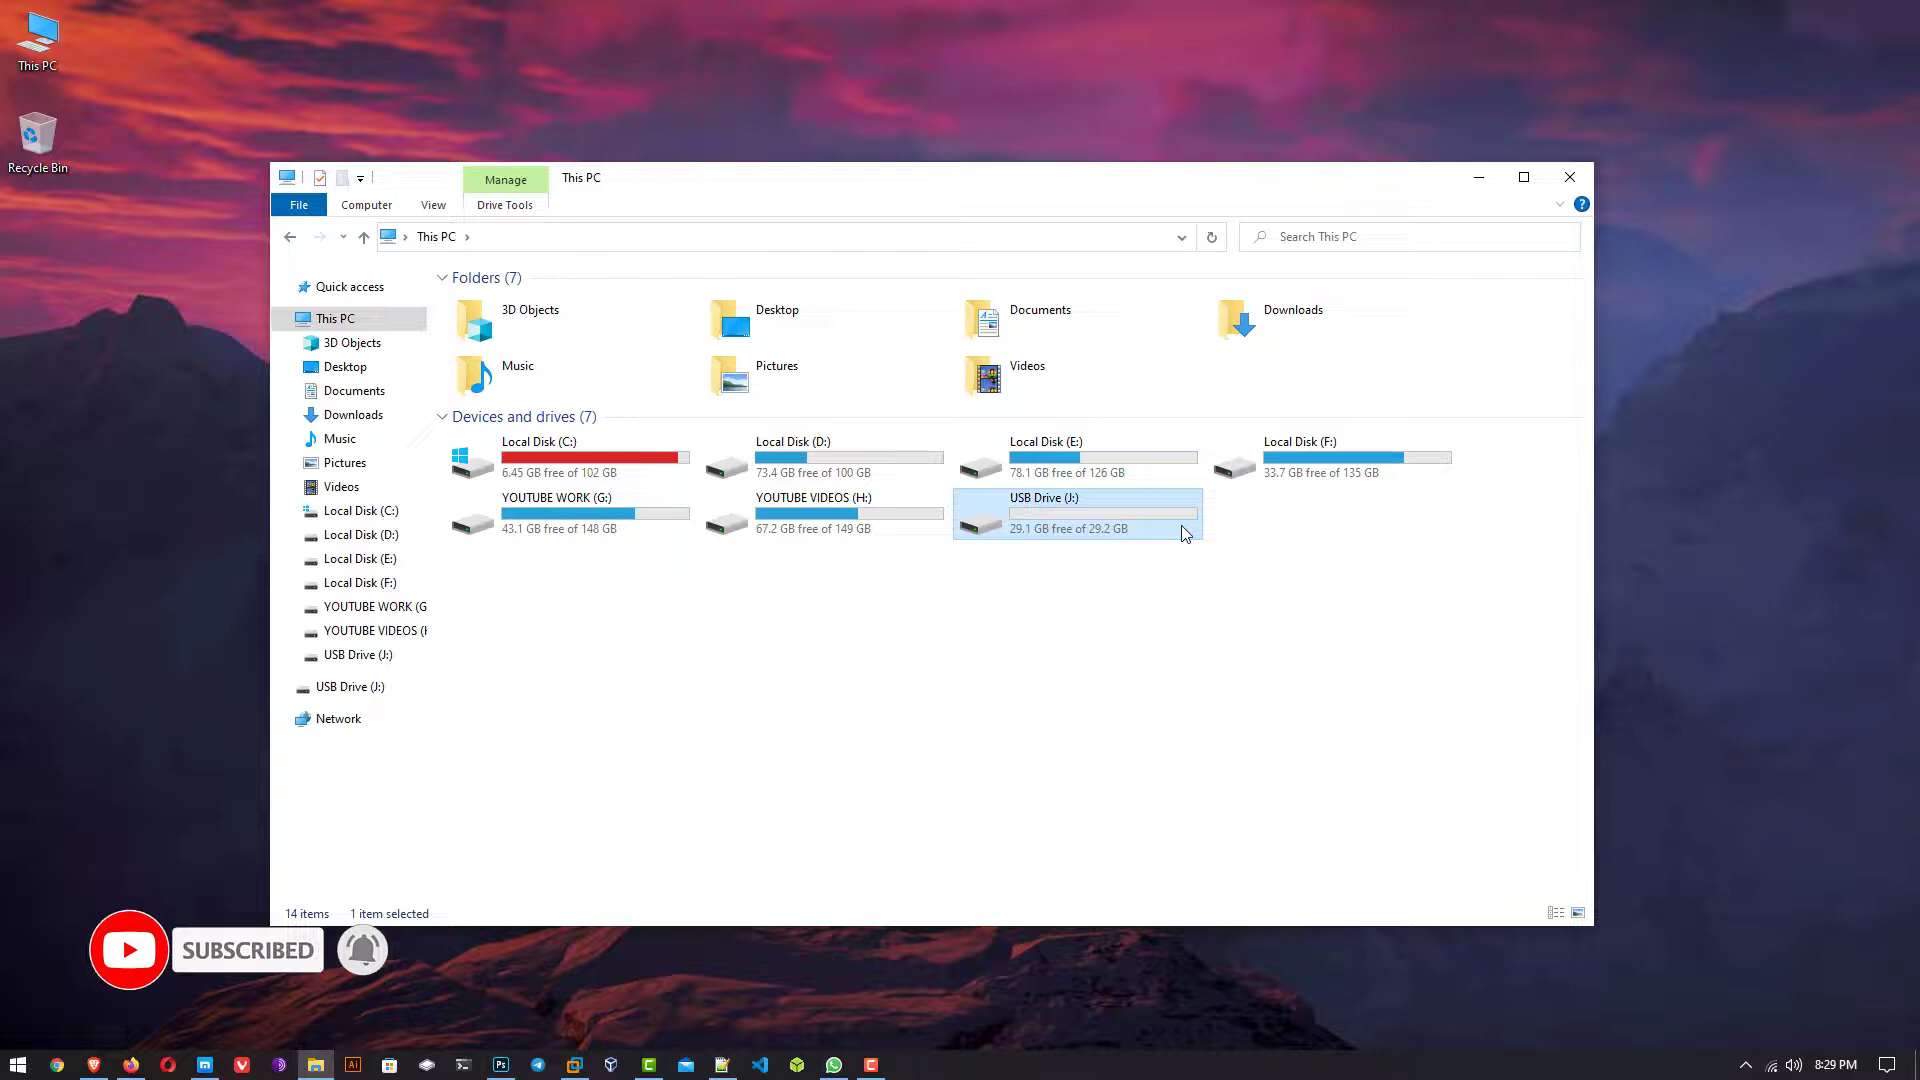 This PC
Recycle Bin
Manage
This PC
File
Computer
View
Drive Tools
This PC
Search This PC
Quick access
This PC
3D Objects
Desktop
Documents
Downloads
Music
Pictures
Videos
Local Disk (C:)
Local Disk (D:)
Local Disk (E:)
Local Disk (F:)
YOUTUBE WORK (G
YOUTUBE VIDEOS (H
USB Drive (J:)
USB Drive (J:)
Network
Folders (7)
3D Objects
Desktop
Documents
Downloads
Music
Pictures
Videos
Devices and drives (7)
Local Disk (C:)
6.45 GB free of 102 GB
Local Disk (D:)
73.4 GB free of 100 GB
Local Disk (E:)
78.1 GB free of 126 GB
Local Disk (F:)
33.7 GB free of 135 GB
YOUTUBE WORK (G:)
43.1 GB free of 148 GB
YOUTUBE VIDEOS (H:)
67.2 GB free of 149 GB
USB Drive (J:)
29.1 GB free of 29.2 GB
14 items
1 item selected
SUBSCRIBED
Ai
Ps
8:29 PM